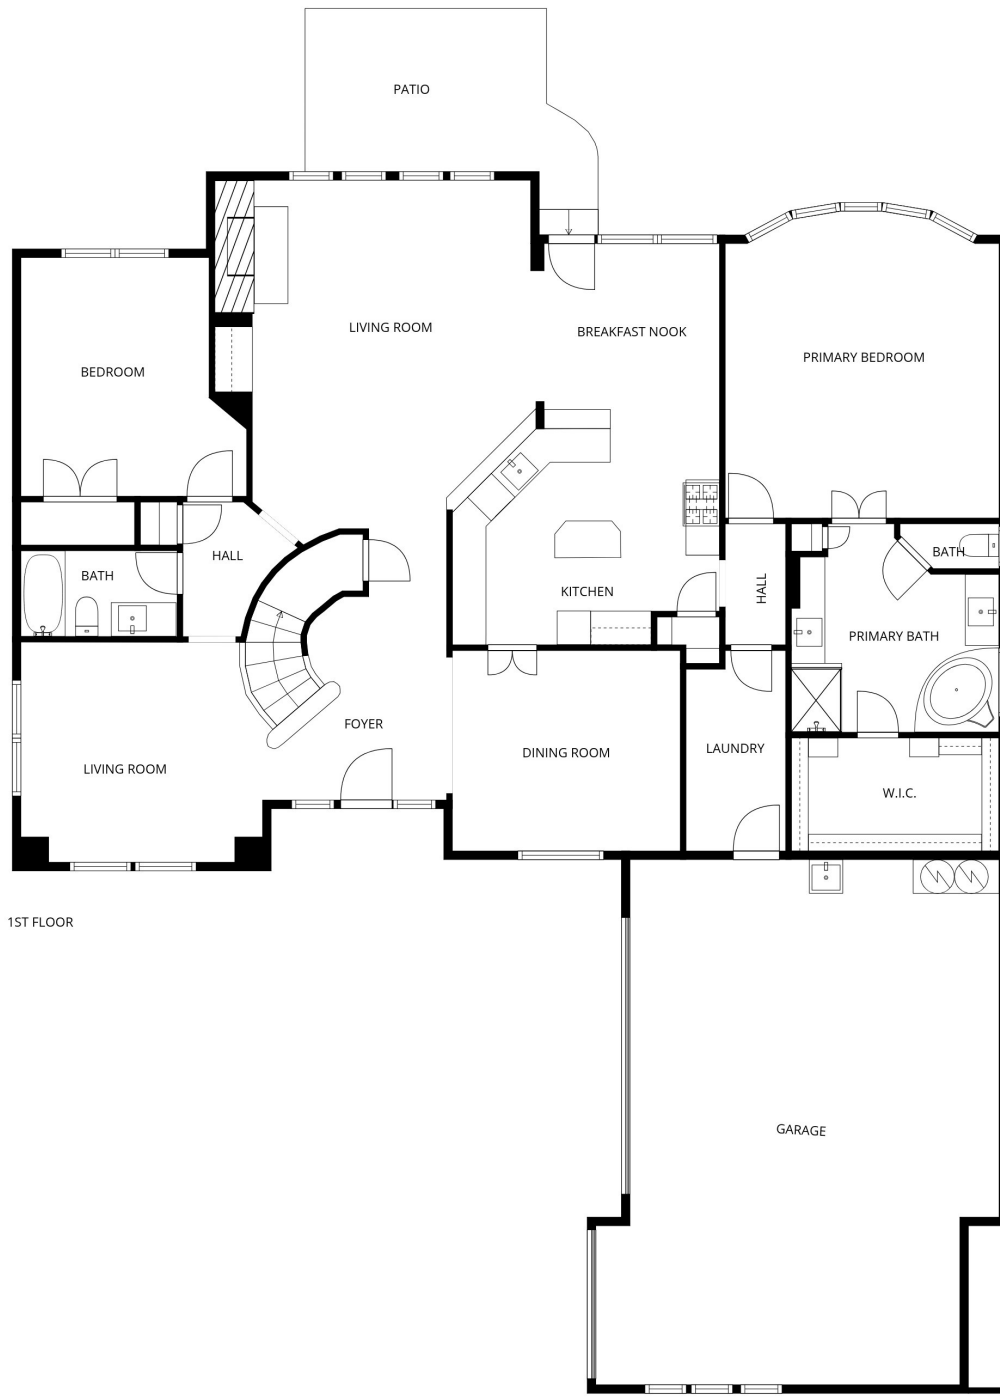 PATIO
LIVING ROOM
BREAKFAST NOOK
PRIMARY BEDROOM
BEDROOM
HALL
BATH
BATH
KITCHEN
HALL
PRIMARY BATH
FOYER
DINING ROOM
LAUNDRY
LIVING ROOM
W.I.C.
1ST FLOOR
GARAGE